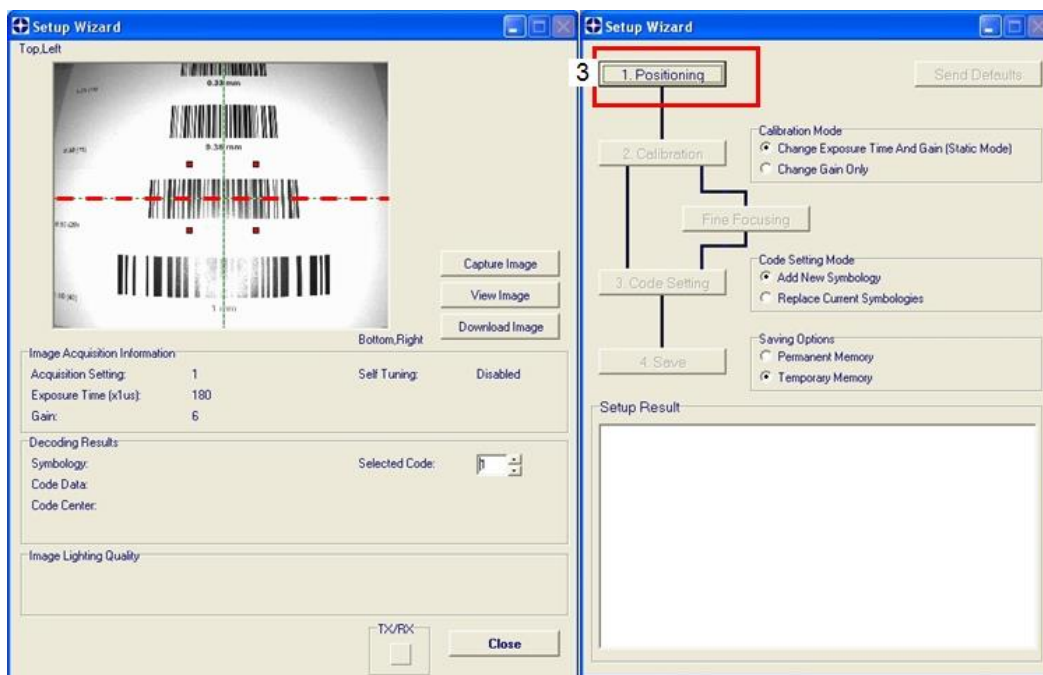 Setup Wizard
Top,Left
0.33 mm
0.38 mm
Capture Image
View Image
Download Image
Bottom,Right
Image Acquisition Information
Acquisition Setting: 1 Self Tuning: Disabled
Exposure Time (x1us): 180
Gain: 6
Decoding Results
Symbology: Selected Code: 1
Code Data:
Code Center:
Image Lighting Quality
TX/RX
Close
Setup Wizard
3
1. Positioning
Send Defaults
2. Calibration
Calibration Mode
Change Exposure Time And Gain (Static Mode)
Change Gain Only
Fine Focusing
3. Code Setting
Code Setting Mode
Add New Symbology
Replace Current Symbologies
4. Save
Saving Options
Permanent Memory
Temporary Memory
Setup Result